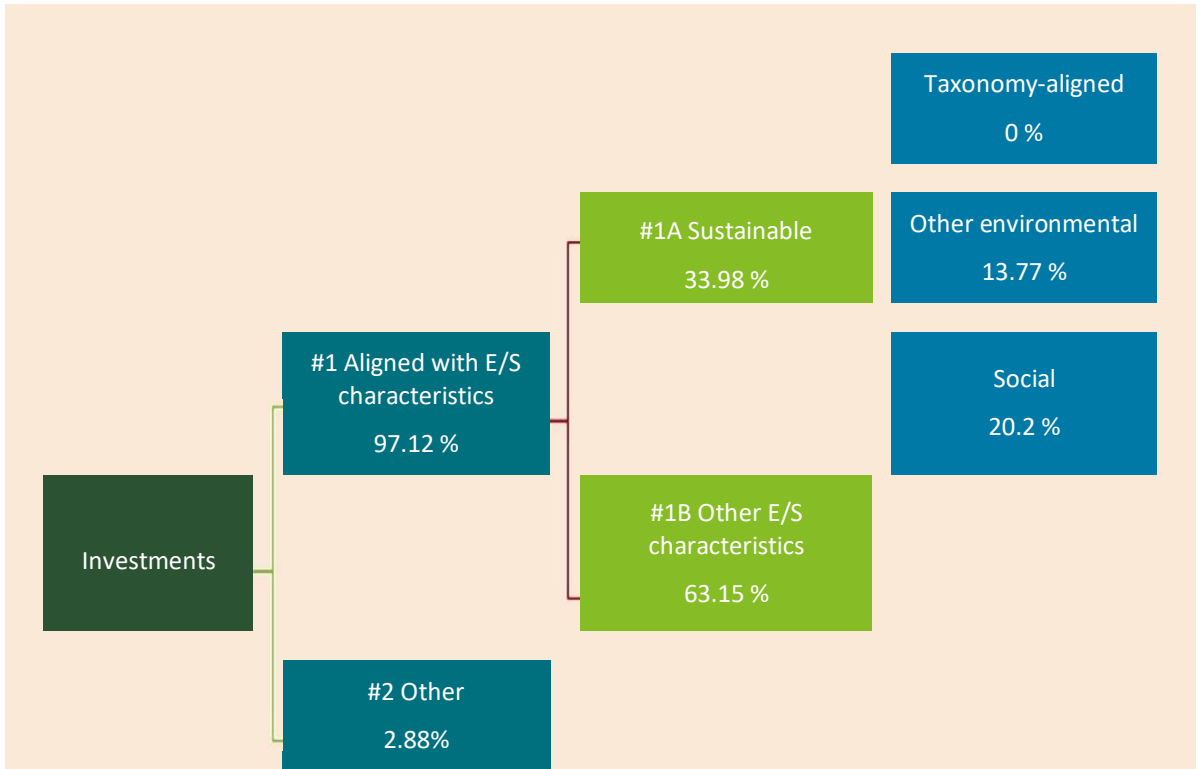 Taxonomy-aligned
0 %
#1A Sustainable
33.98 %
Other environmental
13.77 %
#1 Aligned with E/S
characteristics
97.12 %
Social
20.2 %
Investments
#1B Other E/S
characteristics
63.15 %
#2 Other
2.88%